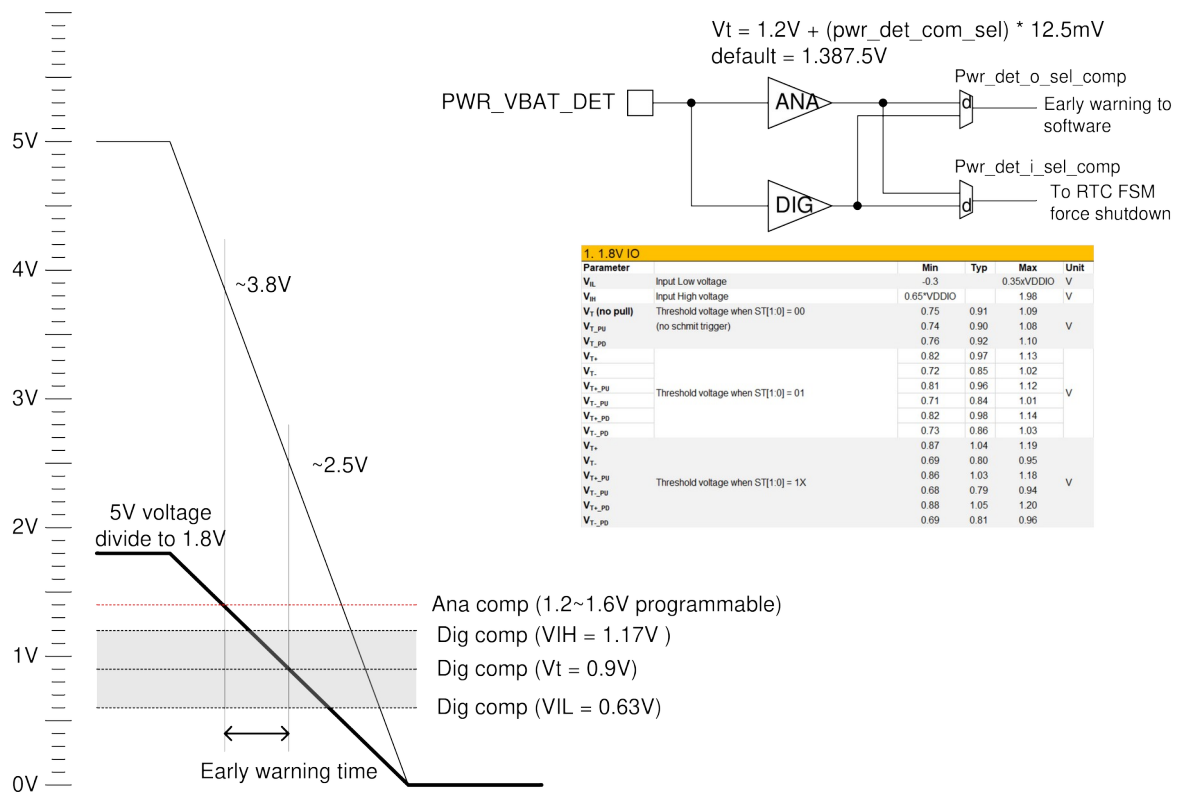 Vt = 1.2V + (pwr_det_com_sel) * 12.5mV
default = 1.387.5V
PWR_VBAT_DET
ANA
DIG
Pwr_det_o_sel_comp
d
Early warning to
software
Pwr_det_i_sel_comp
d
To RTC FSM
force shutdown
1. 1.8V IO
Parameter Min Typ Max Unit
VIL Input Low voltage -0.3 0.35xVDDIO V
VIH Input High voltage 0.65*VDDIO 1.98 V
VT (no pull) Threshold voltage when ST[1:0] = 00 0.75 0.91 1.09
VT_PU (no schmit trigger) 0.74 0.90 1.08 V
VT_PD 0.76 0.92 1.10
VT+ 0.82 0.97 1.13
VT- 0.72 0.85 1.02
VT+_PU 0.81 0.96 1.12
Threshold voltage when ST[1:0] = 01 V
VT-_PU 0.71 0.84 1.01
VT+_PD 0.82 0.98 1.14
VT-_PD 0.73 0.86 1.03
VT+ 0.87 1.04 1.19
VT- 0.69 0.80 0.95
VT+_PU 0.86 1.03 1.18
Threshold voltage when ST[1:0] = 1X V
VT-_PU 0.68 0.79 0.94
VT+_PD 0.88 1.05 1.20
VT-_PD 0.69 0.81 0.96
5V
4V
~3.8V
3V
~2.5V
2V
5V voltage
divide to 1.8V
Ana comp (1.2~1.6V programmable)
Dig comp (VIH = 1.17V )
1V
Dig comp (Vt = 0.9V)
Dig comp (VIL = 0.63V)
Early warning time
0V